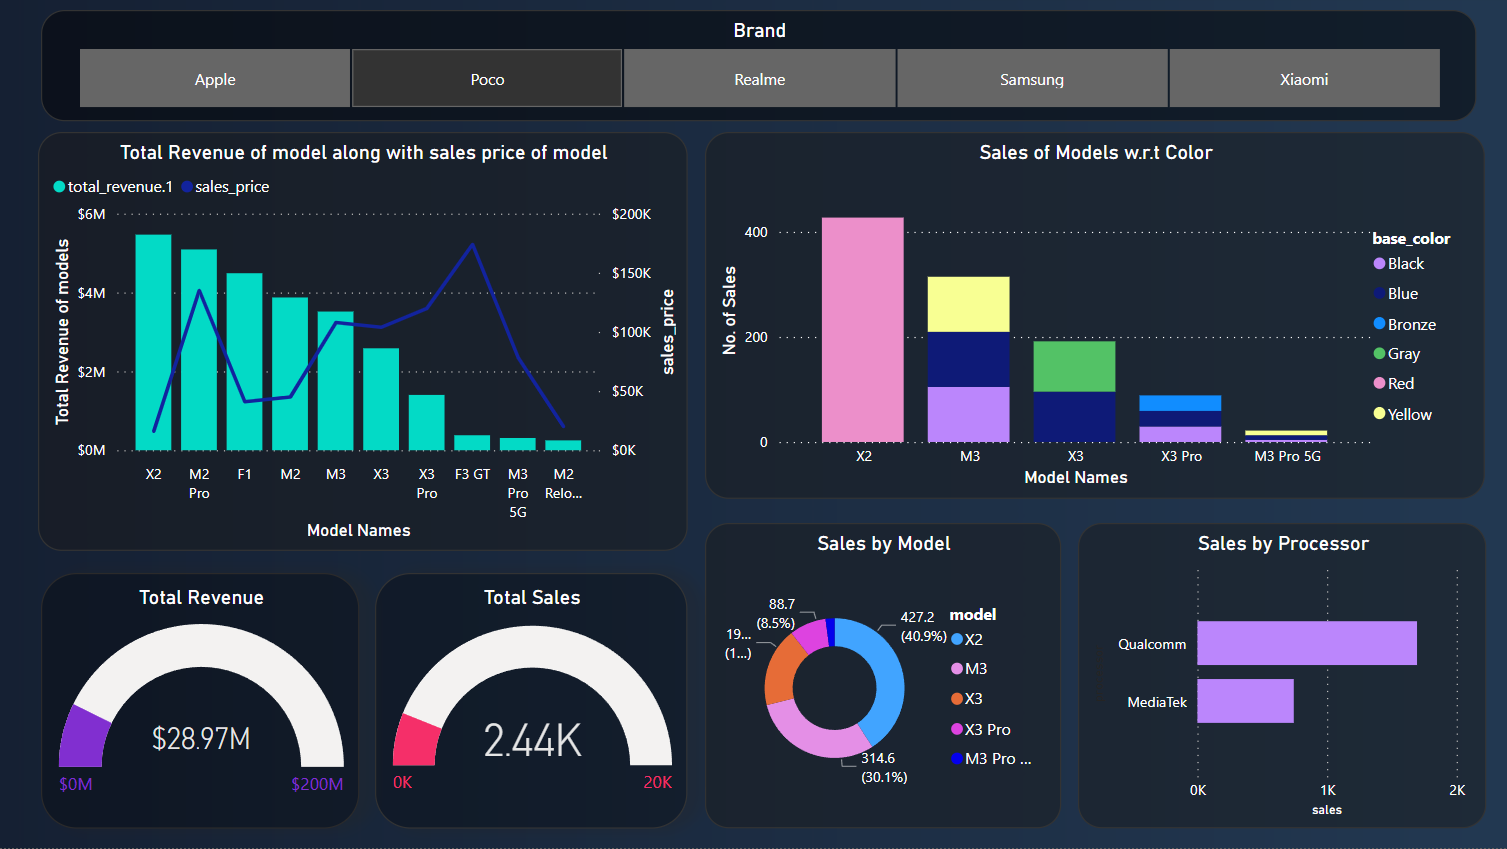 Brand
Apple
Poco
Realme
Samsung
Xiaomi
Total Revenue of model along with sales price of model
total_revenue.1
sales_price
Total Revenue of models
$6M
$4M
$2M
$0M
$200K
$150K
$100K
$50K
$0K
sales_price
X2
M2
Pro
F1
M2
M3
X3
X3
Pro
F3 GT
M3
Pro
5G
M2
Relo...
Model Names
Sales of Models w.r.t Color
No. of Sales
400
200
0
X2
M3
X3
X3 Pro
M3 Pro 5G
Model Names
base_color
Black
Blue
Bronze
Gray
Red
Yellow
Total Revenue
$28.97M
$0M
$200M
Total Sales
2.44K
0K
20K
Sales by Model
88.7
(8.5%)
19...
(1...)
427.2
(40.9%)
314.6
(30.1%)
model
X2
M3
X3
X3 Pro
M3 Pro ...
Sales by Processor
Qualcomm
MediaTek
0K
1K
2K
sales